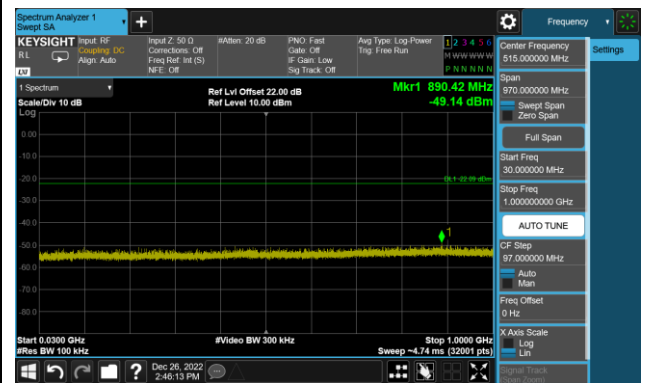 Spectrum Analyzer 1
Swept SA
+
Frequency
KEYSIGHT
RL
LXI
Input: RF
Coupling: DC
Align: Auto
Input Z: 50 Ω
Corrections: Off
Freq Ref: Int (S)
NFE: Off
#Atten: 20 dB
PNO: Fast
Gate: Off
IF Gain: Low
Sig Track: Off
Avg Type: Log-Power
Trig: Free Run
1 2 3 4 5 6
M W W W W W
P N N N N N
1 Spectrum
Scale/Div 10 dB
Log
Ref Lvl Offset 22.00 dB
Ref Level 10.00 dBm
Mkr1 890.42 MHz
-49.14 dBm
0.00
-10.0
-20.0
-30.0
-40.0
-50.0
-60.0
-70.0
-80.0
DL1 -22.89 dBm
1
Start 0.0300 GHz
#Res BW 100 kHz
#Video BW 300 kHz
Stop 1.0000 GHz
Sweep ~4.74 ms (32001 pts)
Center Frequency
515.000000 MHz
Settings
Span
970.000000 MHz
Swept Span
Zero Span
Full Span
Start Freq
30.000000 MHz
Stop Freq
1.000000000 GHz
AUTO TUNE
CF Step
97.000000 MHz
Auto
Man
Freq Offset
0 Hz
X Axis Scale
Log
Lin
Signal Track
(Span Zoom)
?
Dec 26, 2022
2:46:13 PM